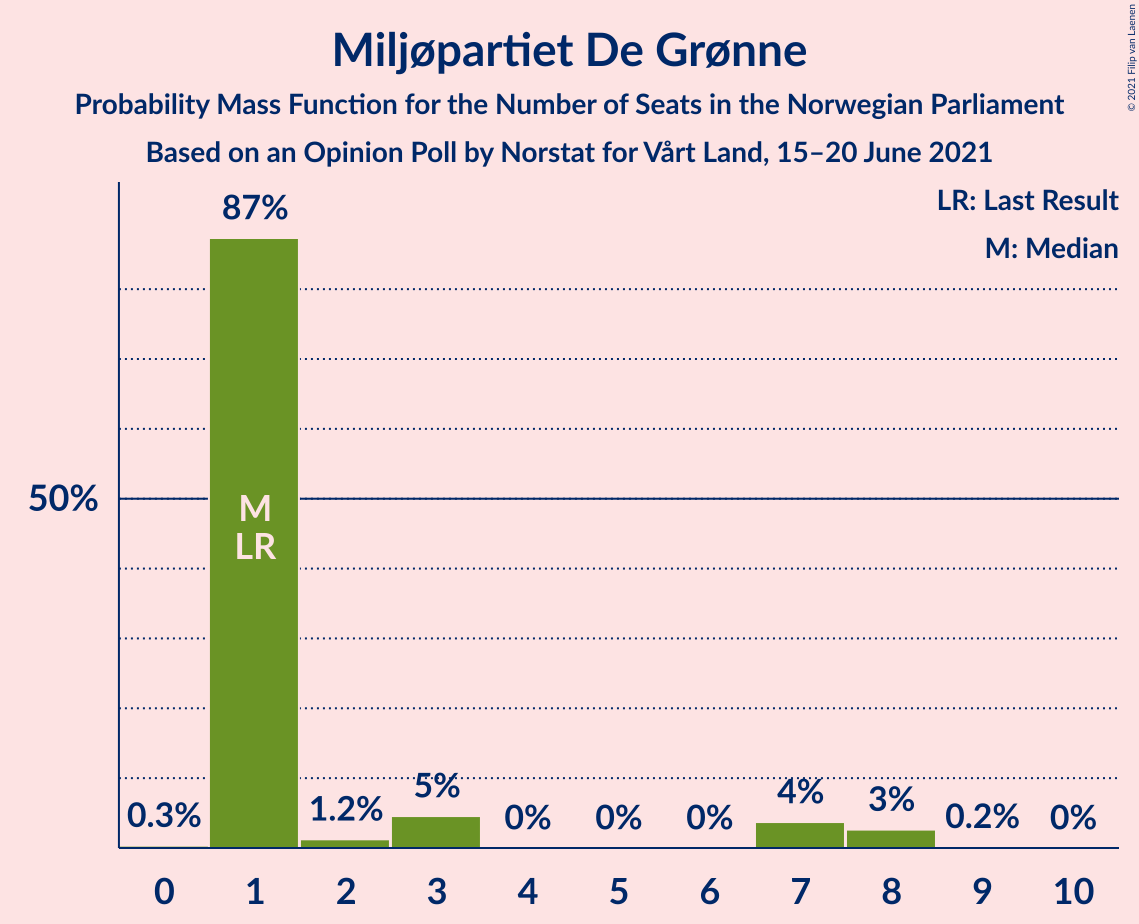 Miljøpartiet De Grønne
Probability Mass Function for the Number of Seats in the Norwegian Parliament
Based on an Opinion Poll by Norstat for Vårt Land, 15–20 June 2021
© 2021 Filip van Laenen
LR: Last Result
M: Median
87%
50%
M
LR
0.3%
1.2%
5%
0%
0%
0%
4%
3%
0.2%
0%
0 1 2 3 4 5 6 7 8 9 10